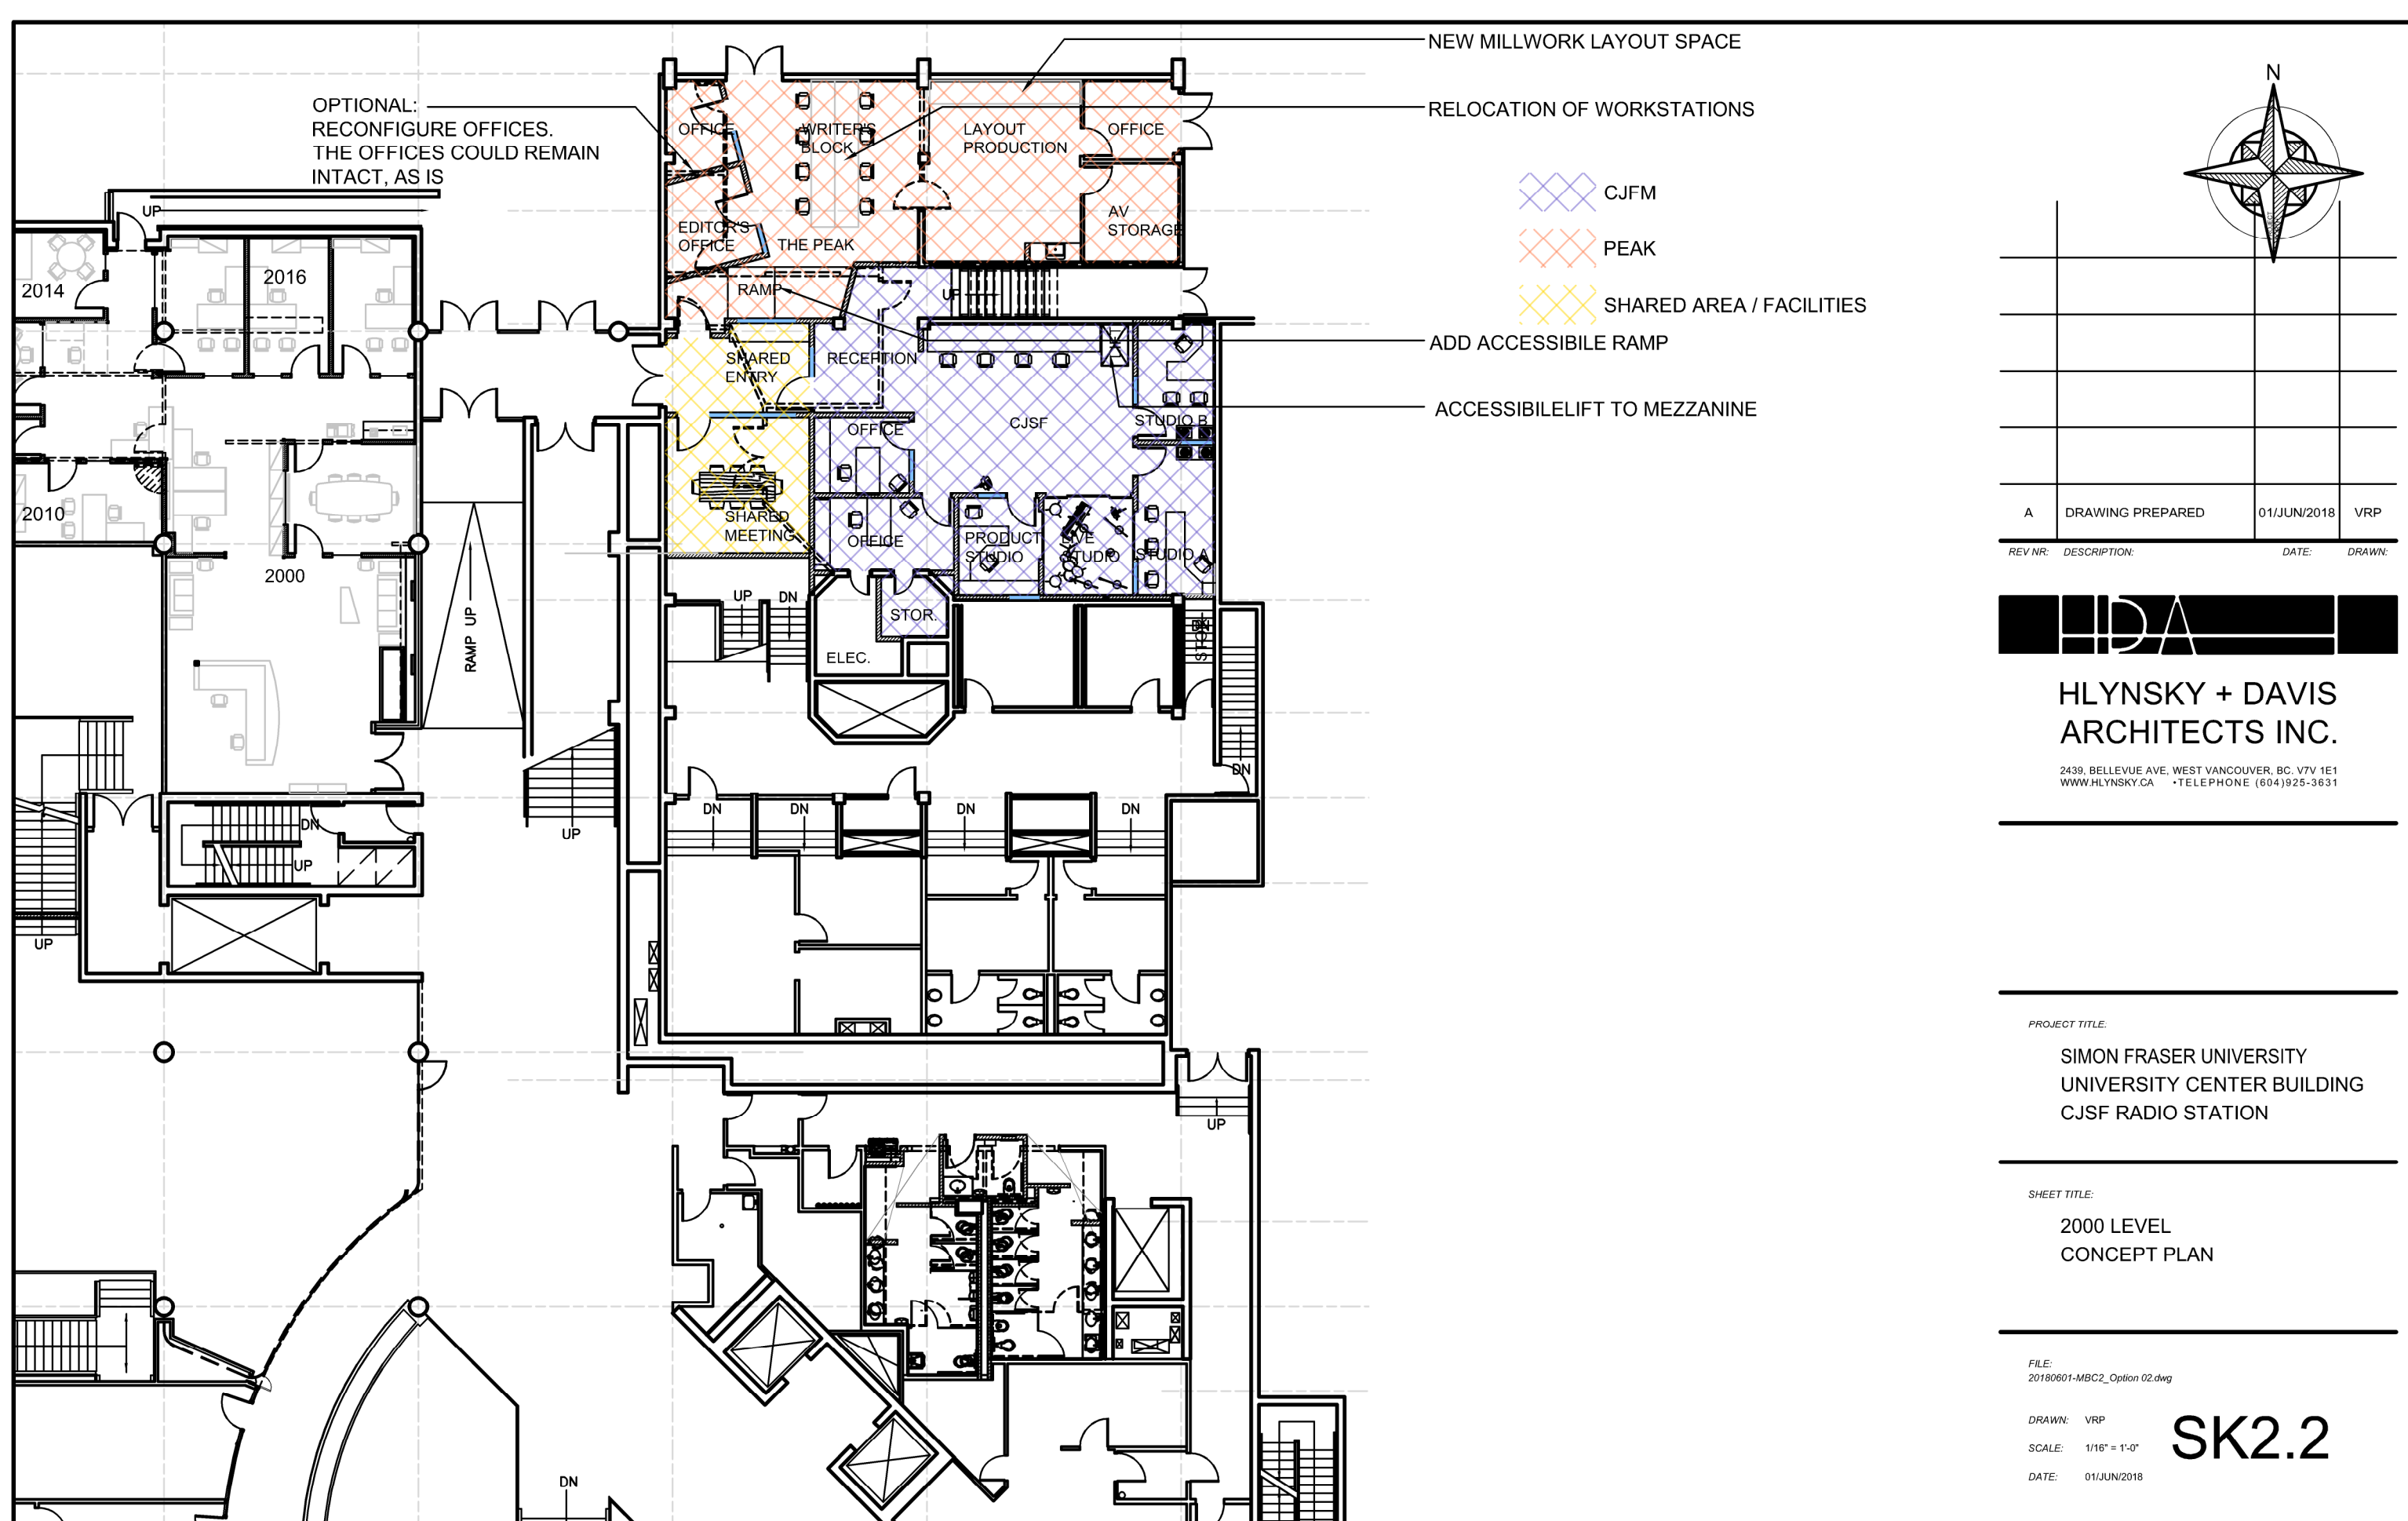 NEW MILLWORK LAYOUT SPACE
OPTIONAL:
RECONFIGURE OFFICES.
THE OFFICES COULD REMAIN
INTACT, AS IS
RELOCATION OF WORKSTATIONS
OFFICE
WRITER'S
BLOCK
LAYOUT
PRODUCTION
OFFICE
EDITOR'S
OFFICE
THE PEAK
AV
STORAGE
RAMP
UP
CJFM
PEAK
SHARED AREA / FACILITIES
ADD ACCESSIBILE RAMP
ACCESSIBILELIFT TO MEZZANINE
UP
2014
2016
2010
2000
RAMP UP
SHARED
ENTRY
RECEPTION
OFFICE
CJSF
STUDIO B
SHARED
MEETING
OFFICE
PRODUCT
STUDIO
LIVE
STUDIO
STUDIO A
UP
DN
STOR.
ELEC.
DN
STOR
DN
UP
DN
DN
DN
DN
DN
UP
UP
UP
DN
N
A
DRAWING PREPARED
01/JUN/2018
VRP
REV NR:
DESCRIPTION:
DATE:
DRAWN:
HDA
HLYNSKY + DAVIS
ARCHITECTS INC.
2439, BELLEVUE AVE, WEST VANCOUVER, BC. V7V 1E1
WWW.HLYNSKY.CA •TELEPHONE (604)925-3631
PROJECT TITLE:
SIMON FRASER UNIVERSITY
UNIVERSITY CENTER BUILDING
CJSF RADIO STATION
SHEET TITLE:
2000 LEVEL
CONCEPT PLAN
FILE:
20180601-MBC2_Option 02.dwg
DRAWN: VRP
SCALE: 1/16" = 1'-0"
DATE: 01/JUN/2018
SK2.2